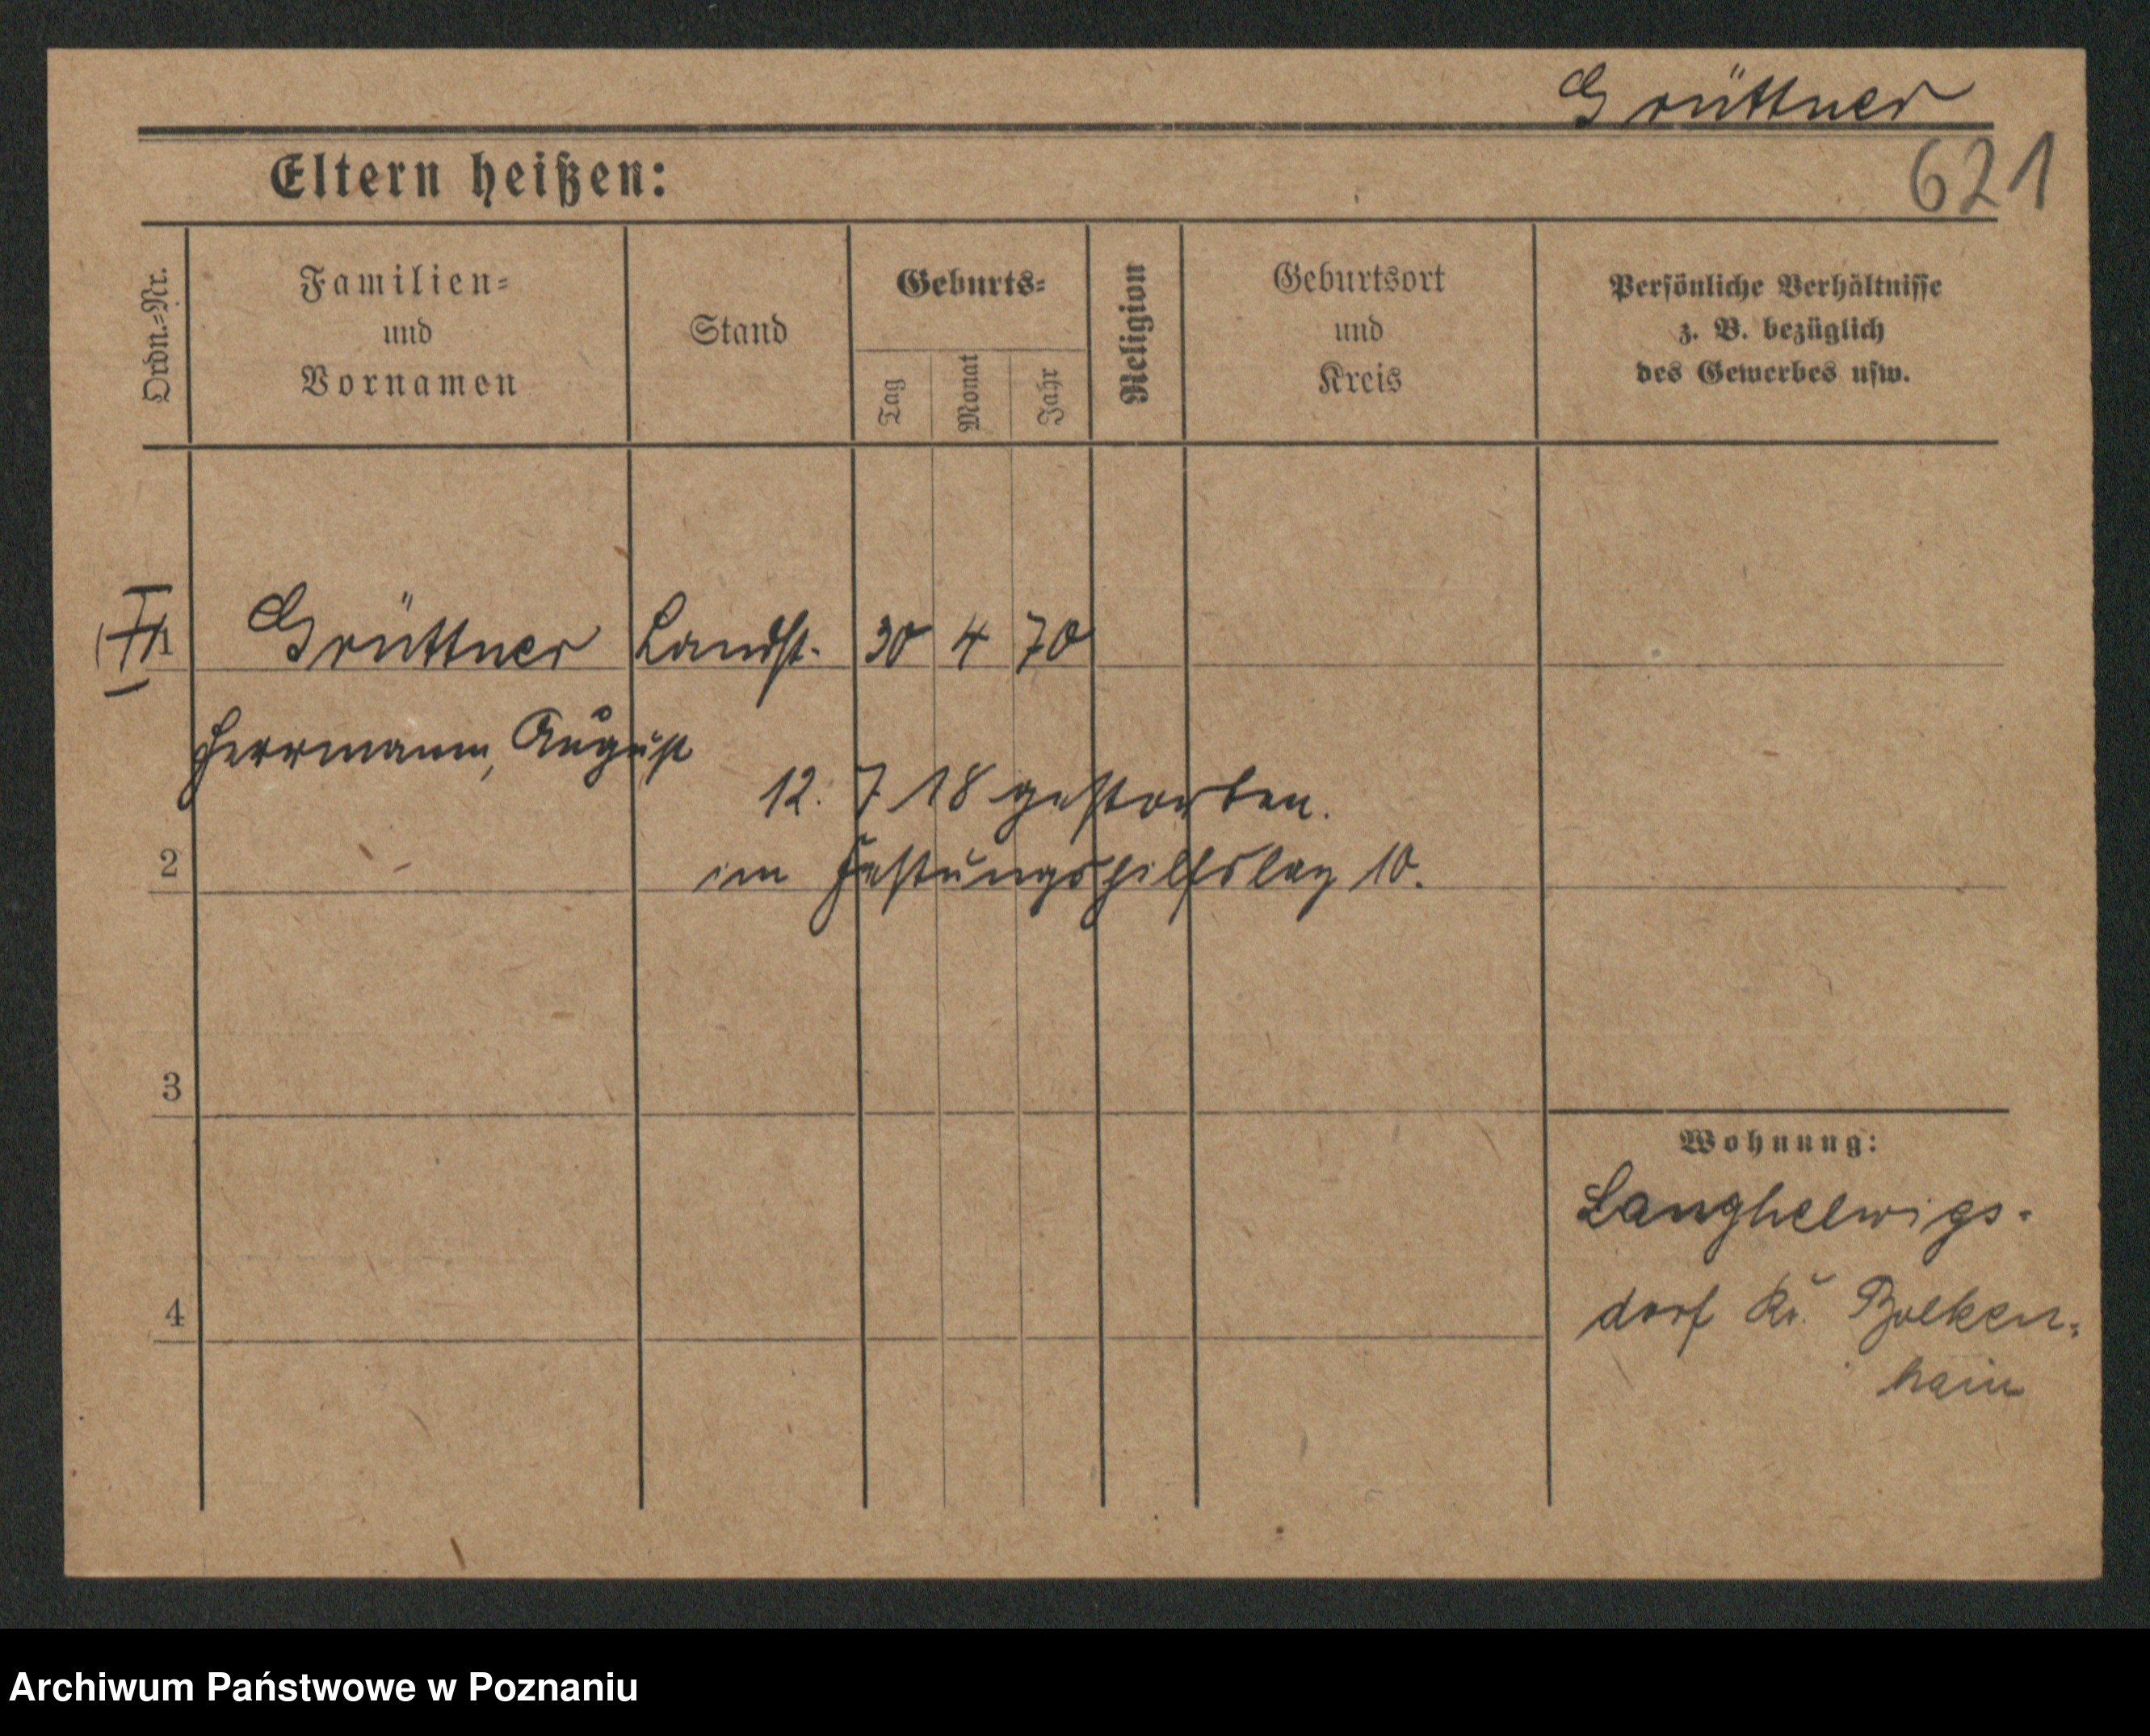 Grüttner
621
Eltern heißen:
Ordn.=Nr.
Familien=
und
Vornamen
Stand
Geburts=
Tag
Monat
Jahr
Religion
Geburtsort
und
Kreis
Persönliche Verhältnisse
z. B. bezüglich
des Gewerbes usw.
1 Grüttner Landst. 30 4 70
Herrmann, August
12. 7 18 gestorben.
2 im Festungshilfslaz 10.
3
Wohnung:
Langhelwigs-
4 dorf Kr. Bolken-
hain
Archiwum Państwowe w Poznaniu